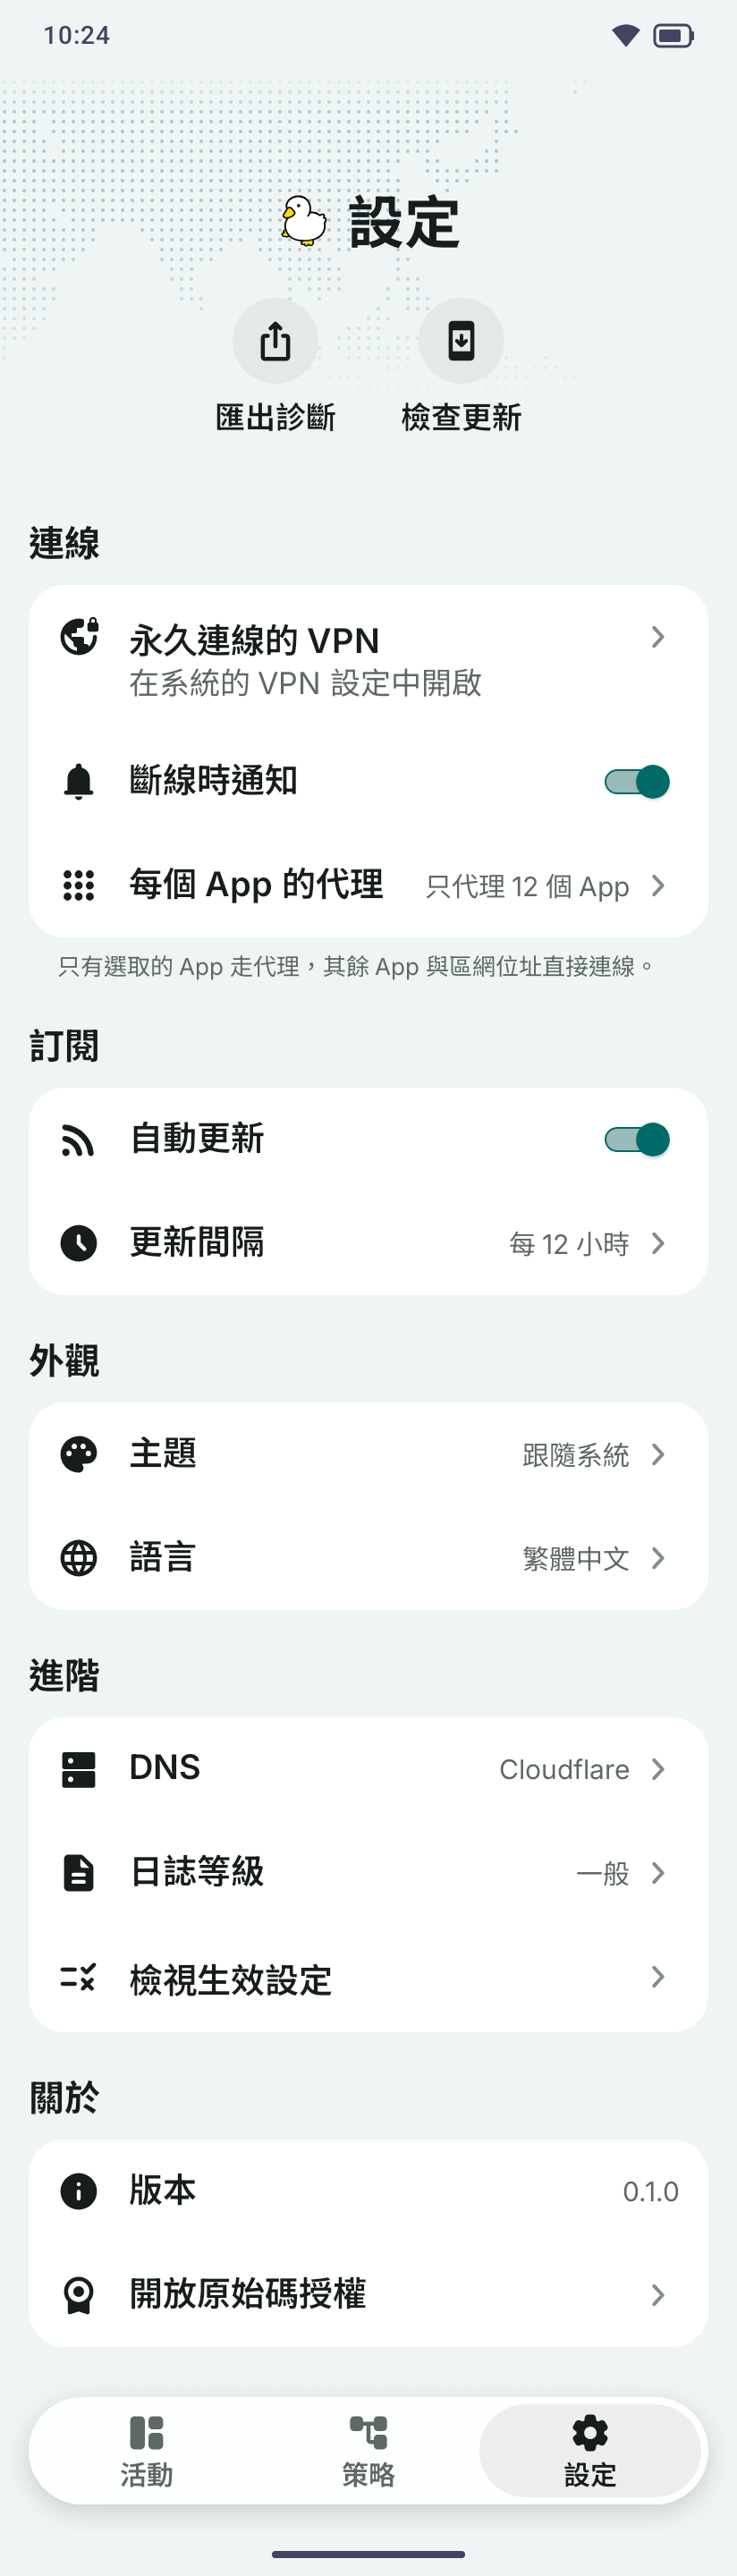 10:24
設定
匯出診斷
檢查更新
連線
永久連線的 VPN
在系統的 VPN 設定中開啟
斷線時通知
每個 App 的代理 只代理 12 個 App
只有選取的 App 走代理，其餘 App 與區網位址直接連線。
訂閱
自動更新
更新間隔 每 12 小時
外觀
主題 跟隨系統
語言 繁體中文
進階
DNS Cloudflare
日誌等級 一般
檢視生效設定
關於
版本 0.1.0
開放原始碼授權
活動
策略
設定